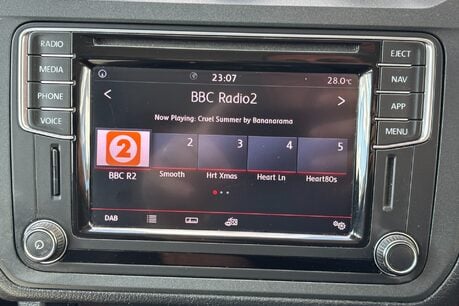 RADIO
MEDIA
PHONE
VOICE
EJECT
NAV
APP
MENU
23:07
28.0°C
BBC Radio2
Now Playing: Cruel Summer by Bananarama
2
2
3
4
5
BBC R2
Smooth
Hrt Xmas
Heart Ln
Heart80s
DAB